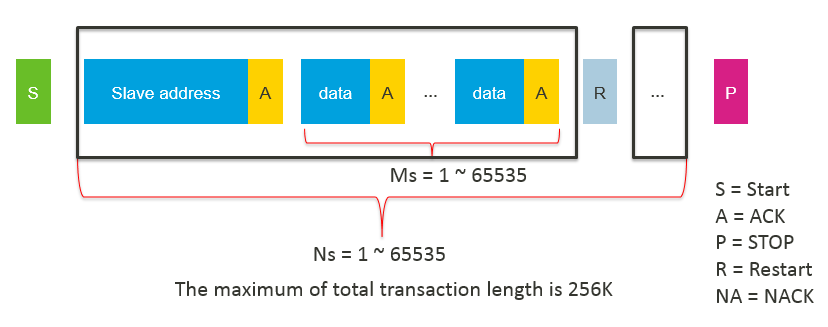 S Slave address A data A ... data A R ... P
Ms = 1 ~ 65535
Ns = 1 ~ 65535
The maximum of total transaction length is 256K
S = Start
A = ACK
P = STOP
R = Restart
NA = NACK